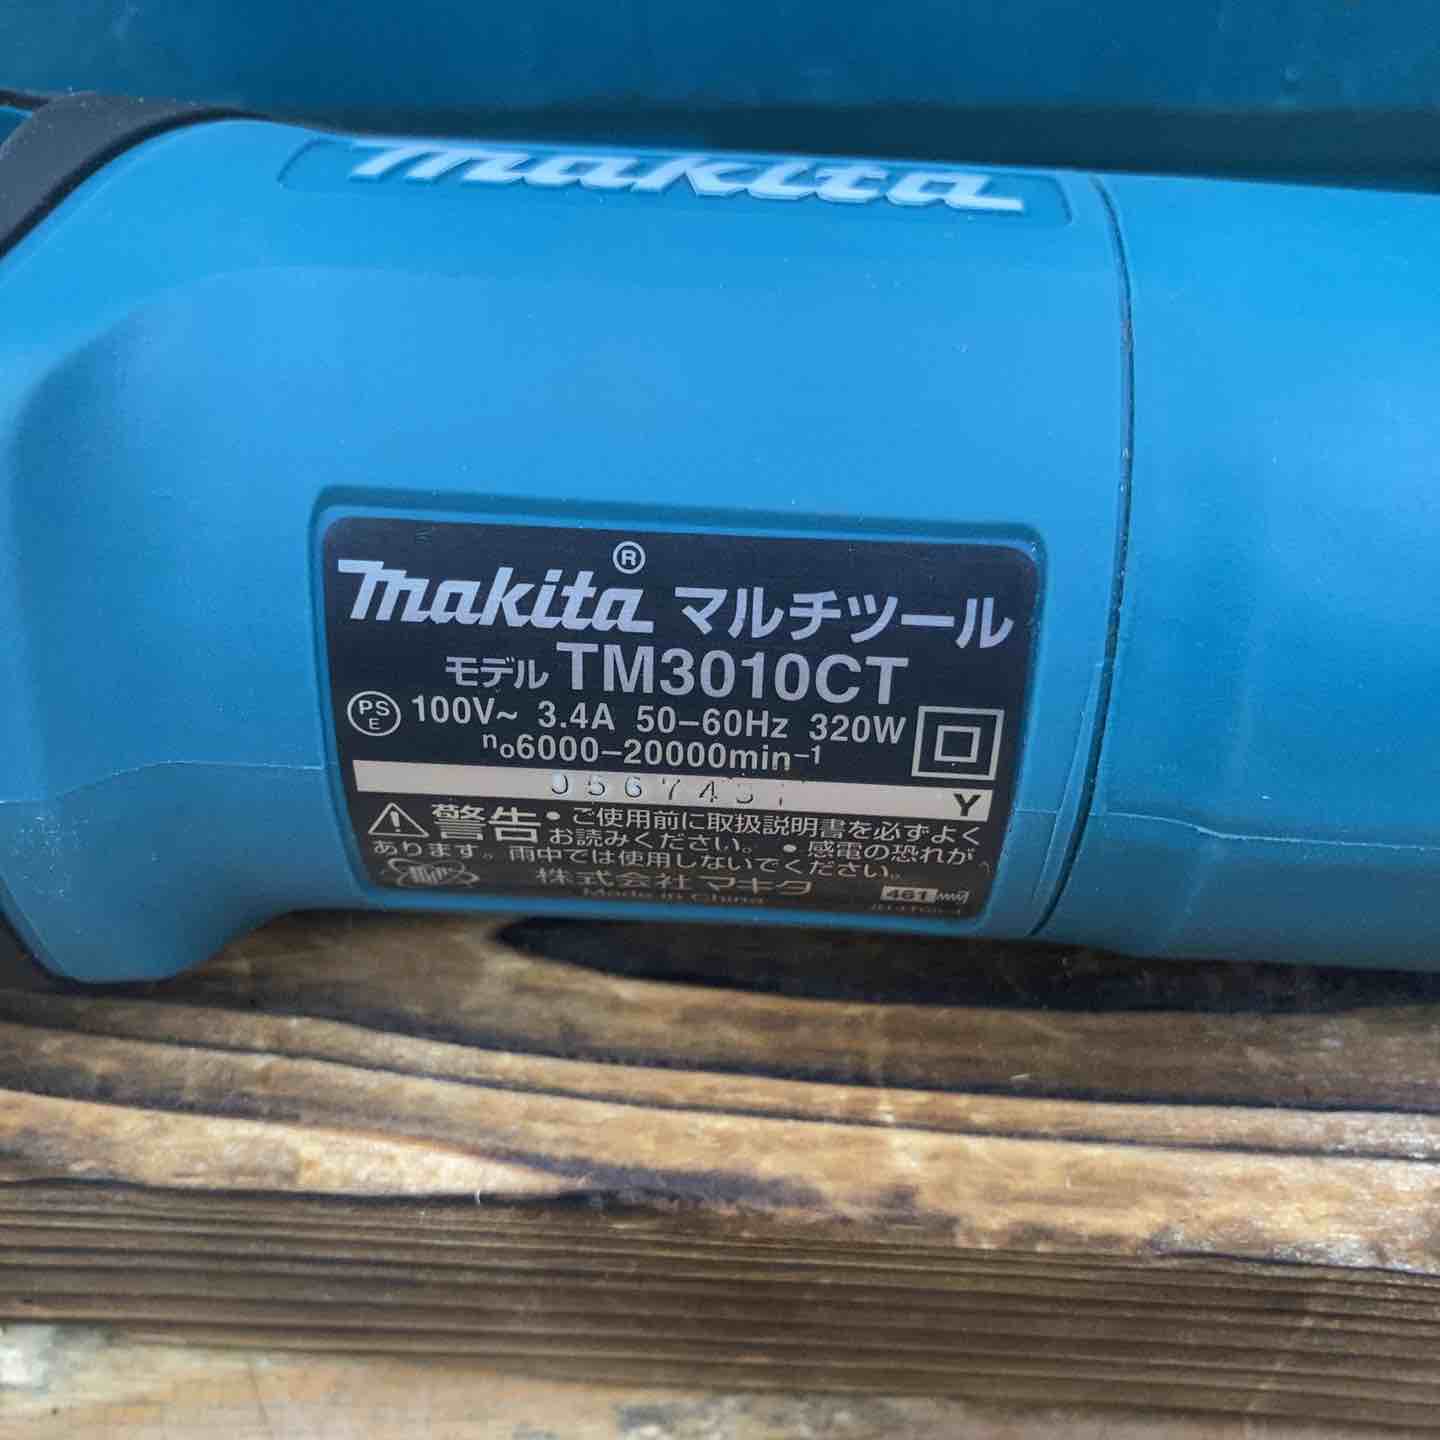 makita
makita® マルチツール
モデル TM3010CT
PS E 100V~ 3.4A 50-60Hz 320W
n₀6000-20000min⁻¹
Y
⚠警告 • ご使用前に取扱説明書を必ずよく
お読みください。 • 感電の恐れが
あります。雨中では使用しないでください。
株式会社 マキタ
Made in China
461